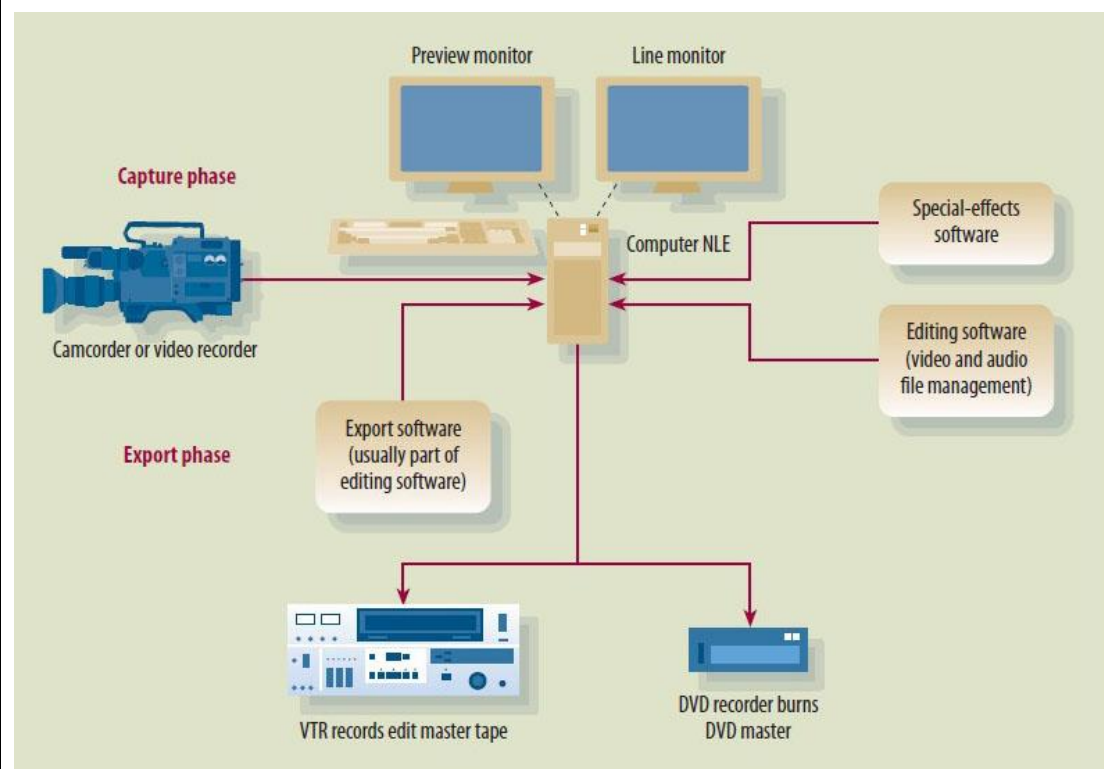 Preview monitor
Line monitor
Capture phase
Special-effects
software
Computer NLE
Camcorder or video recorder
Editing software
(video and audio
file management)
Export phase
Export software
(usually part of
editing software)
VTR records edit master tape
DVD recorder burns
DVD master